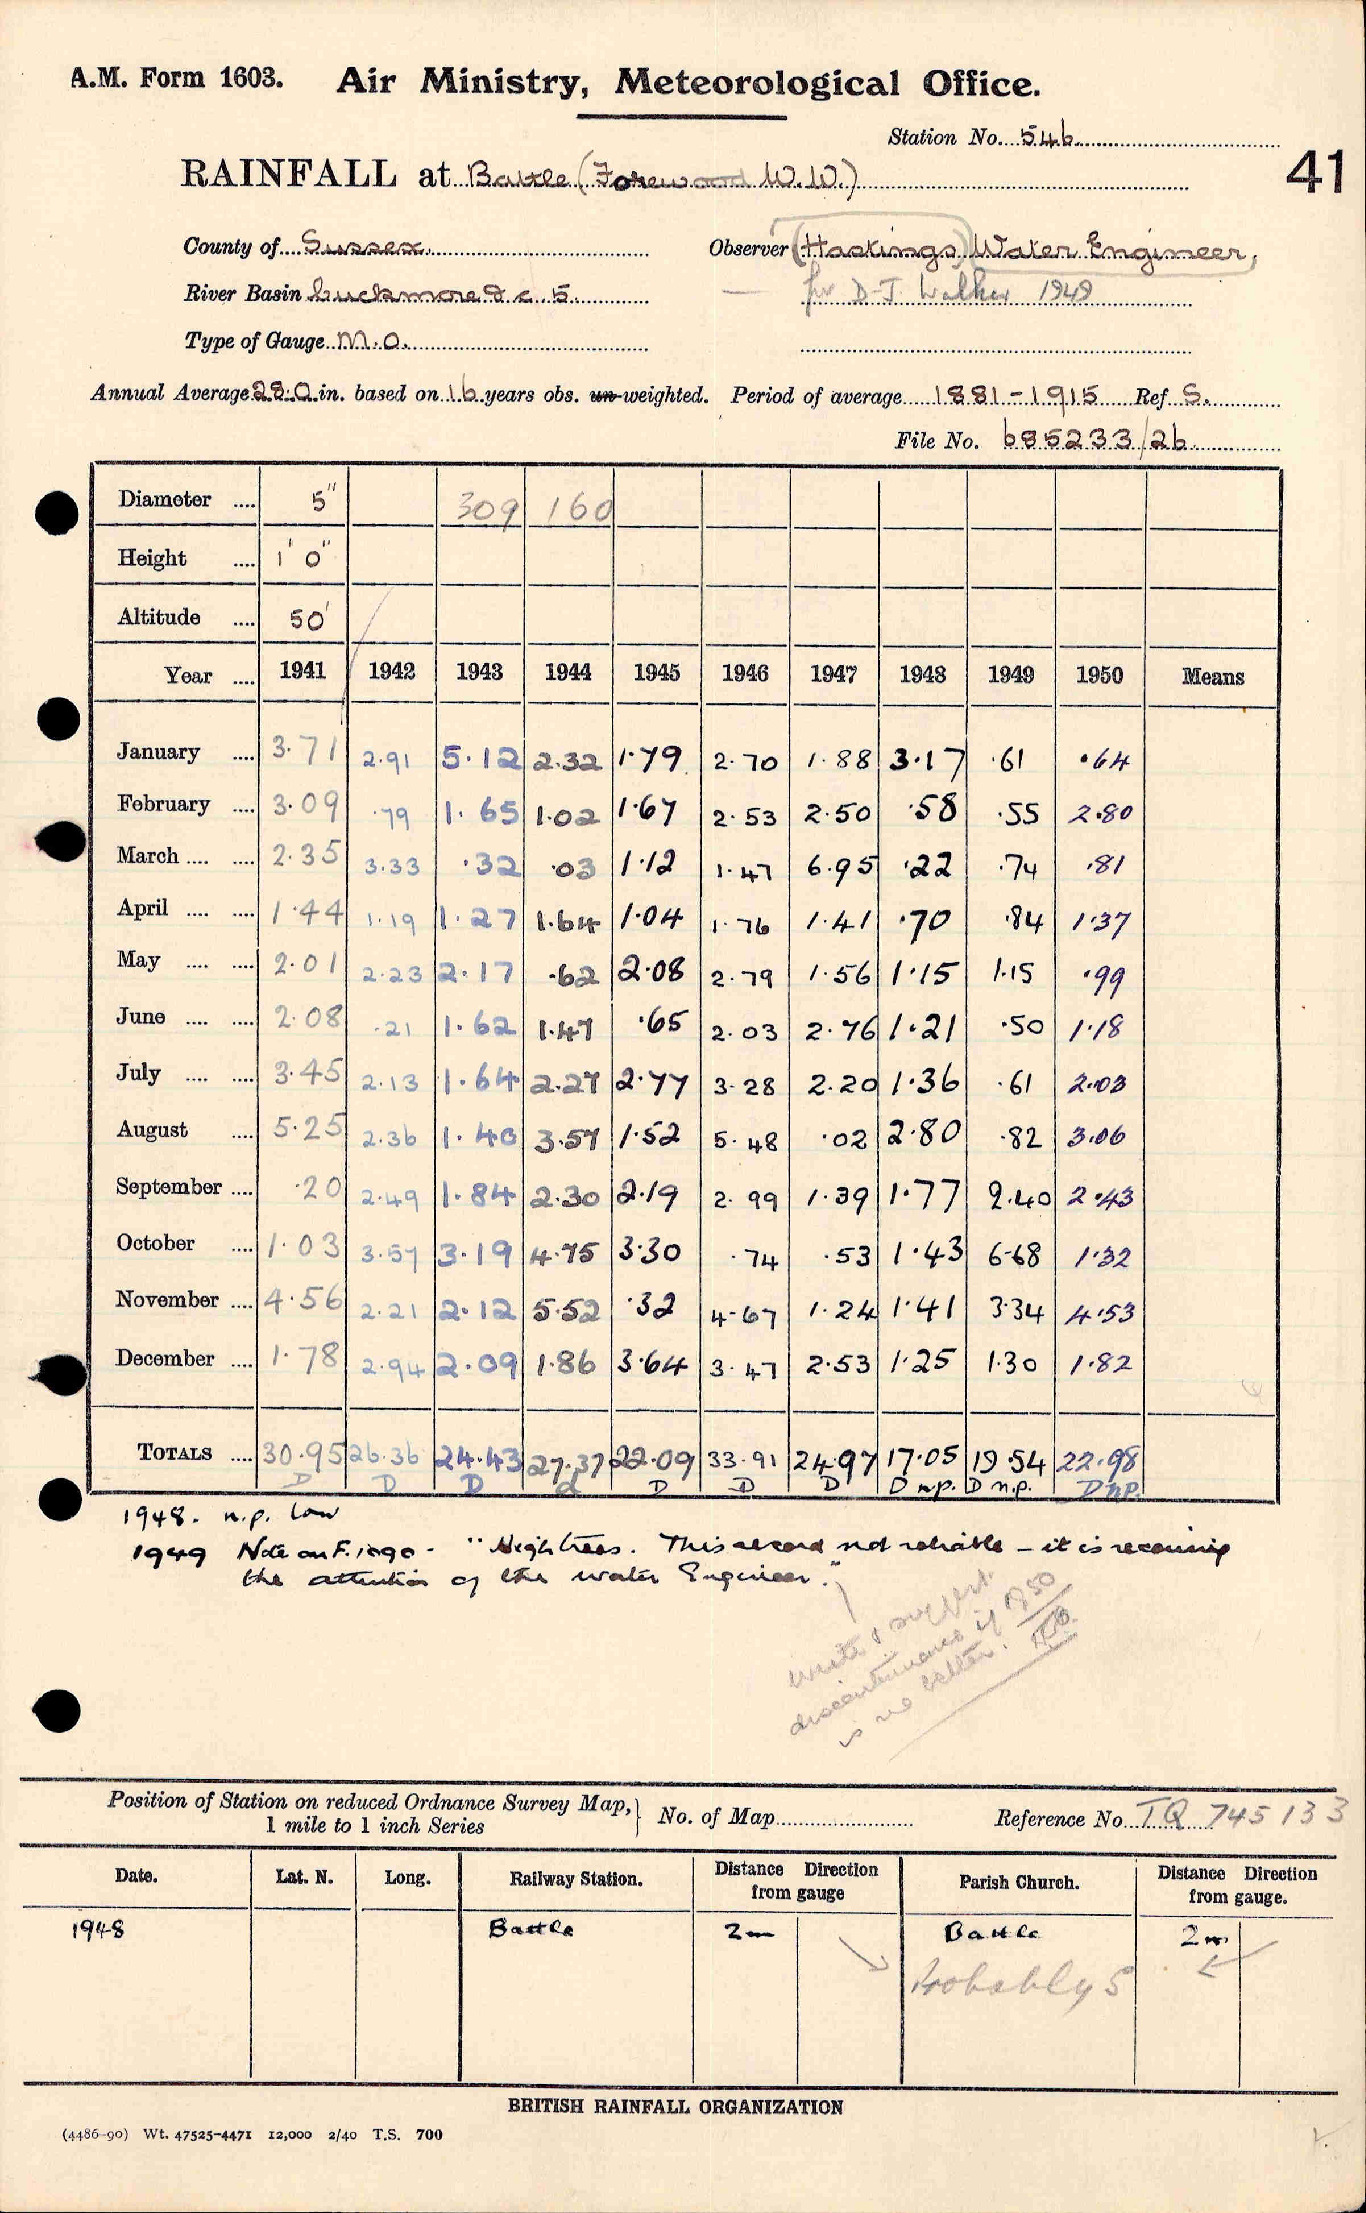 A.M. Form 1603. Air Ministry, Meteorological Office.
Station No. 546
41
RAINFALL at Battle (Forewood W.W.)
County of Sussex Observer (Hastings) Water Engineer,
River Basin Cuckmere &c. 5. for D.J. Walker 1949
Type of Gauge M.O.
Annual Average 28.0 in. based on 16 years obs. un-weighted. Period of average 1881-1915 Ref S.
File No. 685233/26
Diameter .... 5" 309 160
Height .... 1' 0"
Altitude .... 50'
Year .... 1941 1942 1943 1944 1945 1946 1947 1948 1949 1950 Means
January .... 3.71 2.91 5.12 2.32 1.79 2.70 1.88 3.17 .61 .64
February .... 3.09 .79 1.65 1.02 1.67 2.53 2.50 .58 .55 2.80
March .... .... 2.35 3.33 .32 .03 1.12 1.47 6.95 .22 .74 .81
April .... .... 1.44 1.19 1.27 1.64 1.04 1.76 1.41 .70 .84 1.37
May .... .... 2.01 2.23 2.17 .62 2.08 2.79 1.56 1.15 1.15 .99
June .... .... 2.08 .21 1.62 1.47 .65 2.03 2.76 1.21 .50 1.18
July .... .... 3.45 2.13 1.64 2.27 2.77 3.28 2.20 1.36 .61 2.03
August .... 5.25 2.36 1.40 3.57 1.52 5.48 .02 2.80 .82 3.06
September .... .20 2.49 1.84 2.30 2.19 2.99 1.39 1.77 2.40 2.43
October .... 1.03 3.57 3.19 4.75 3.30 .74 .53 1.43 6.68 1.32
November .... 4.56 2.21 2.12 5.52 .32 4.67 1.24 1.41 3.34 4.53
December .... 1.78 2.94 2.09 1.86 3.64 3.47 2.53 1.25 1.30 1.82
TOTALS .... 30.95 26.36 24.43 27.37 22.09 33.91 24.97 17.05 19.54 22.98
D D D d D D D D n.p. D n.p. D n.p.
1948. n.p. Low
1949 Note on F.1090 - "High trees. This record not reliable - it is receiving
the attention of the Water Engineer."
write & suggest
discontinuance if 1950
is no better.
Position of Station on reduced Ordnance Survey Map, 1 mile to 1 inch Series } No. of Map Reference No. TQ 745133
Date. Lat. N. Long. Railway Station. Distance Direction from gauge Parish Church. Distance Direction from gauge.
1948 Battle 2m Battle 2m
Probably S
BRITISH RAINFALL ORGANIZATION
(4486-90) Wt. 47525-4471 12,000 2/40 T.S. 700